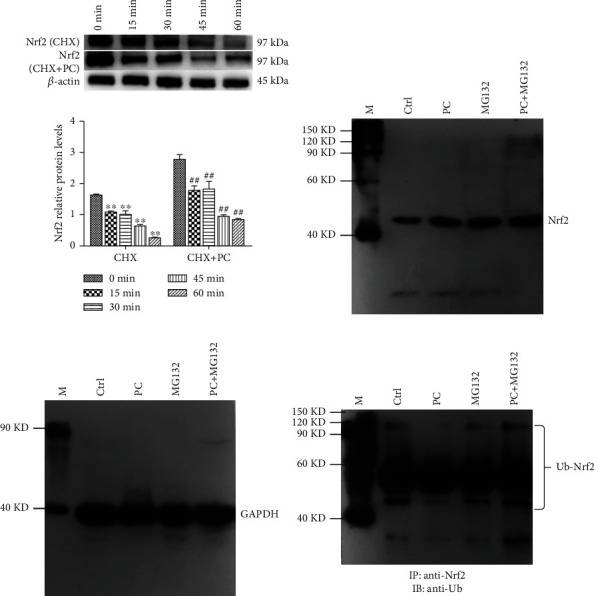 0 min 15 min 30 min 45 min 60 min
Nrf2 (CHX) 97 kDa
Nrf2
(CHX+PC) 97 kDa
β-actin 45 kDa
Nrf2 relative protein levels
4
3
2
1
0
** ** ** **
## ## ## ##
CHX CHX+PC
0 min 45 min
15 min 60 min
30 min
M Ctrl PC MG132 PC+MG132
150 KD
120 KD
90 KD
60 KD
40 KD
Nrf2
M Ctrl PC MG132 PC+MG132
90 KD
40 KD
GAPDH
M Ctrl PC MG132 PC+MG132
150 KD
120 KD
90 KD
60 KD
40 KD
Ub-Nrf2
IP: anti-Nrf2
IB: anti-Ub